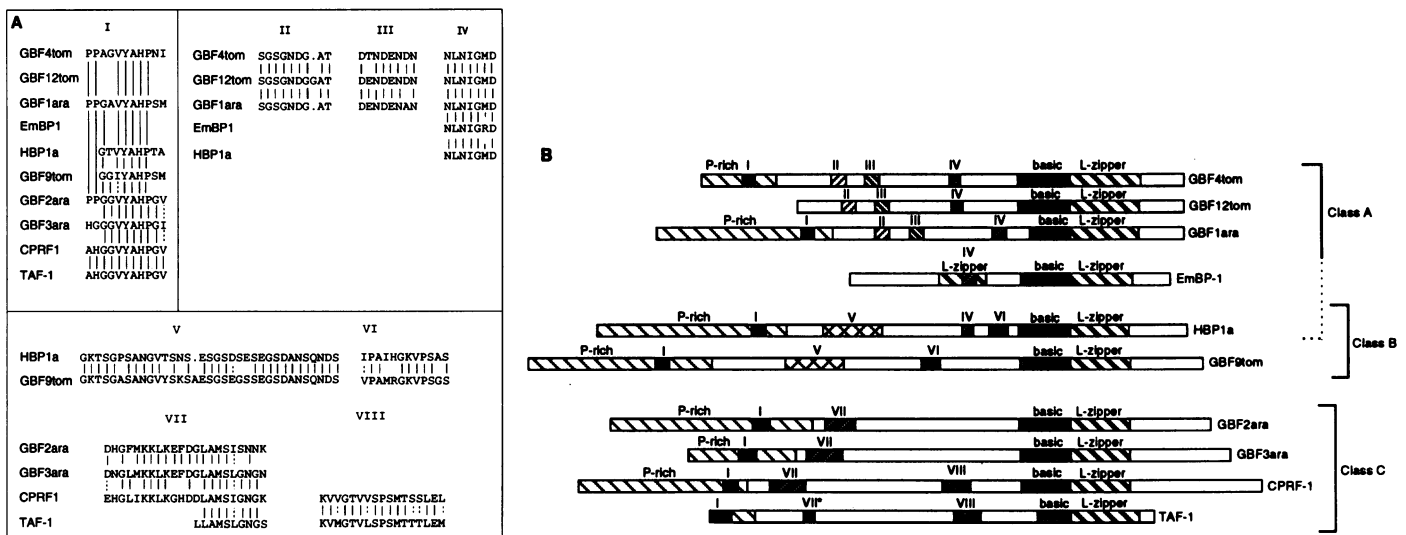 A
I
GBF4tom PPAGVYAHPNI
GBF12tom
GBF1ara PPGAVYAHPSM
EmBP1
HBP1a GTVYAHPTA
GBF9tom GGIYAHPSM
GBF2ara PPGGVYAHPGV
GBF3ara HGGGVYAHPGI
CPRF1 AHGGVYAHPGV
TAF-1 AHGGVYAHPGV
II III IV
GBF4tom SGSGNDG.AT DTNDENDN NLNIGMD
GBF12tom SGSGNDGGAT DENDENDN NLNIGMD
GBF1ara SGSGNDG.AT DENDENAN NLNIGMD
EmBP1 NLNIGRD
HBP1a NLNIGMD
V VI
HBP1a GKTSGPSANGVTSNS.ESGSDSESEGSDANSQNDS IPAIHGKVPSAS
GBF9tom GKTSGASANGVYSKSAESGSEGSSEGSDANSQNDS VPAMRGKVPSGS
VII VIII
GBF2ara DHGFMKKLKEFDGLAMSISNNK
GBF3ara DNGLMKKLKEFDGLAMSLGNGN
CPRF1 EHGLIKKLKGHDDLAMSIGNGK KVVGTVVSPSMTSSLEL
TAF-1 LLAMSLGNGS KVMGTVLSPSMTTTLEM
B
P-rich I II III IV basic L-zipper
GBF4tom
II III IV basic L-zipper
GBF12tom
P-rich I II III IV basic L-zipper
GBF1ara
Class A
IV
L-zipper basic L-zipper
EmBP-1
P-rich I V IV VI basic L-zipper
HBP1a
P-rich I V VI basic L-zipper
GBF9tom
Class B
P-rich I VII basic L-zipper
GBF2ara
P-rich I VII basic L-zipper
GBF3ara
Class C
P-rich I VII VIII basic L-zipper
CPRF-1
I VII* VIII basic L-zipper
TAF-1